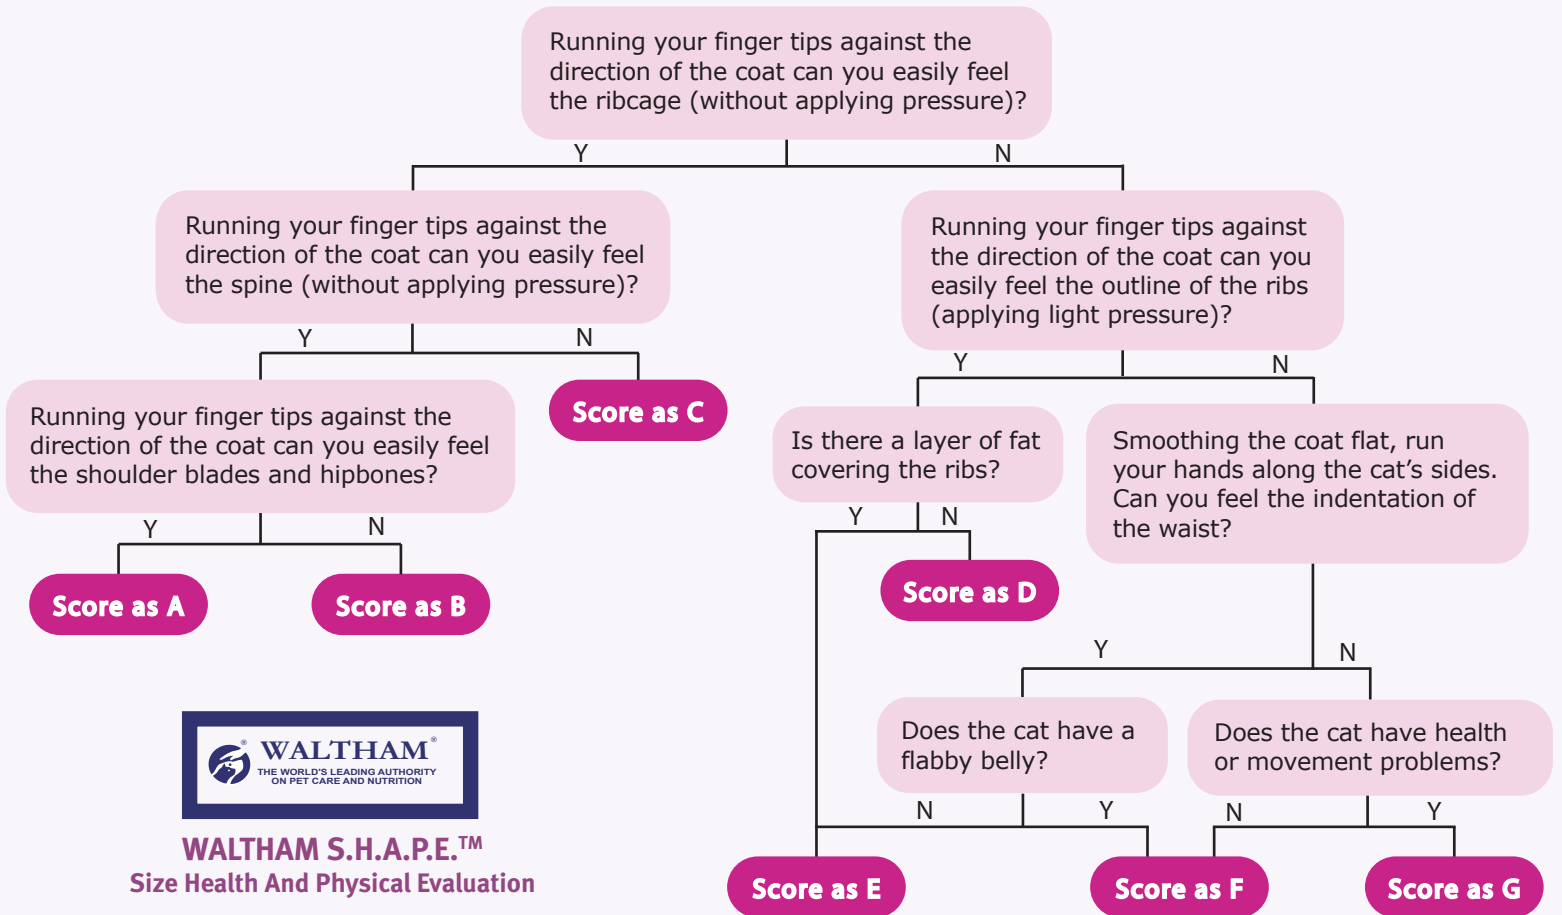 Running your finger tips against the
direction of the coat can you easily feel
the ribcage (without applying pressure)?
Y
N
Running your finger tips against the
direction of the coat can you easily feel
the spine (without applying pressure)?
Running your finger tips against
the direction of the coat can you
easily feel the outline of the ribs
(applying light pressure)?
Y
N
Y
N
Running your finger tips against the
direction of the coat can you easily feel
the shoulder blades and hipbones?
Score as C
Is there a layer of fat
covering the ribs?
Smoothing the coat flat, run
your hands along the cat's sides.
Can you feel the indentation of
the waist?
Y
N
Y
N
Score as A
Score as B
Score as D
Y
N
Does the cat have a
flabby belly?
Does the cat have health
or movement problems?
N
Y
N
Y
Score as E
Score as F
Score as G
® WALTHAM®
THE WORLD'S LEADING AUTHORITY
ON PET CARE AND NUTRITION
WALTHAM S.H.A.P.E.™
Size Health And Physical Evaluation